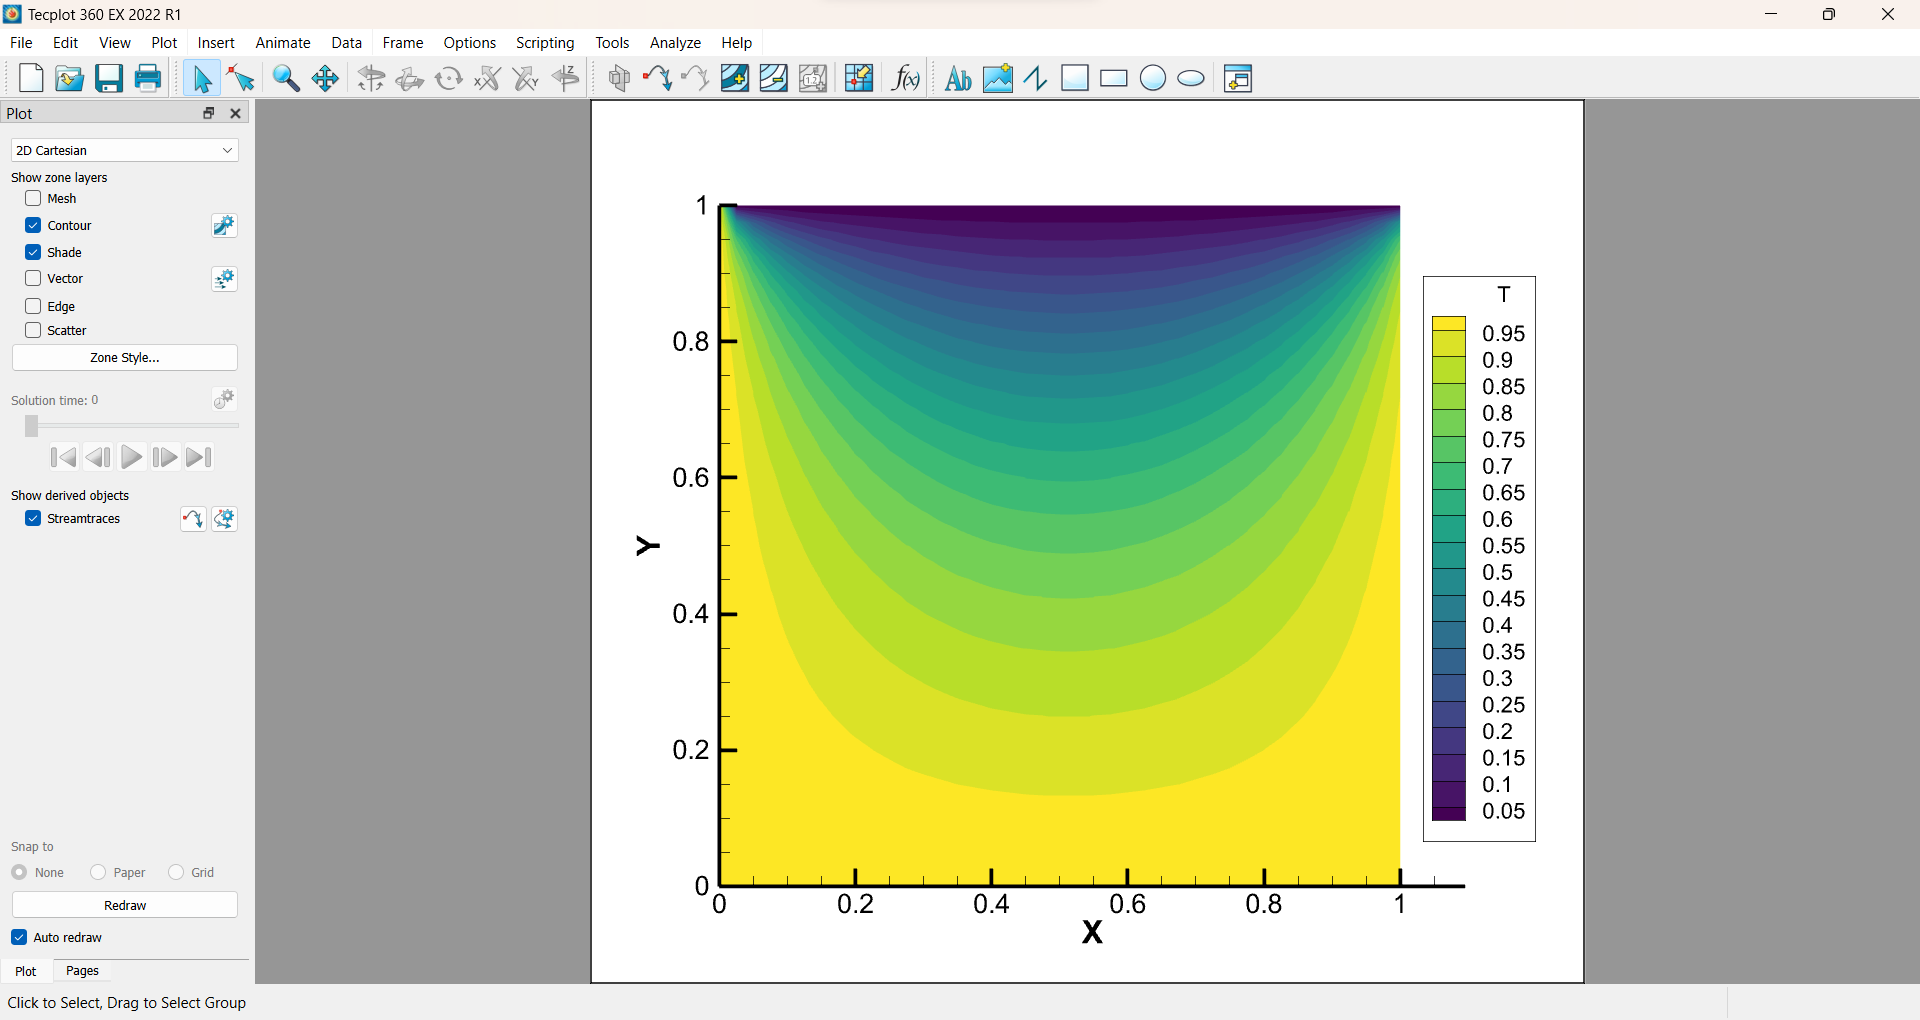 Tecplot 360 EX 2022 R1
File Edit View Plot Insert Animate Data Frame Options Scripting Tools Analyze Help
Plot
2D Cartesian
Show zone layers
Mesh
Contour
Shade
Vector
Edge
Scatter
Zone Style...
Solution time: 0
Show derived objects
Streamtraces
Snap to
None Paper Grid
Redraw
Auto redraw
Plot Pages
Click to Select, Drag to Select Group
X Y Z
f(x)
Ab
1
0.8
0.6
Y
0.4
0.2
0
0 0.2 0.4 0.6 0.8 1
X
T
0.95
0.9
0.85
0.8
0.75
0.7
0.65
0.6
0.55
0.5
0.45
0.4
0.35
0.3
0.25
0.2
0.15
0.1
0.05